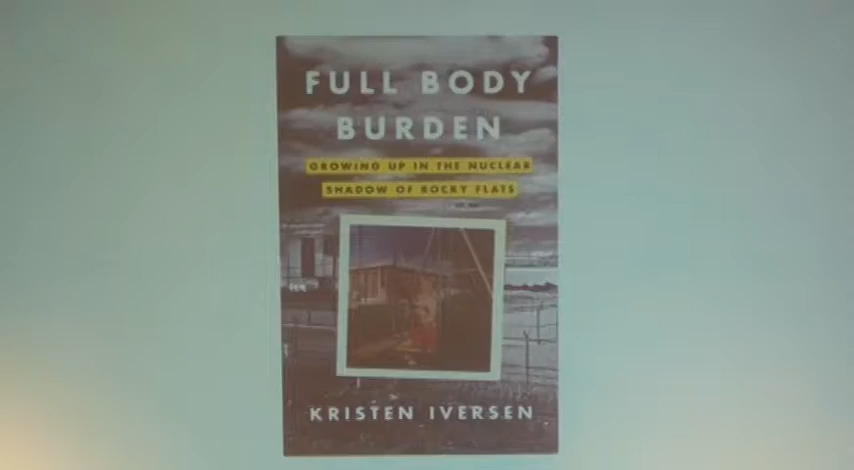 FULL BODY
BURDEN
GROWING UP IN THE NUCLEAR
SHADOW OF ROCKY FLATS
KRISTEN IVERSEN